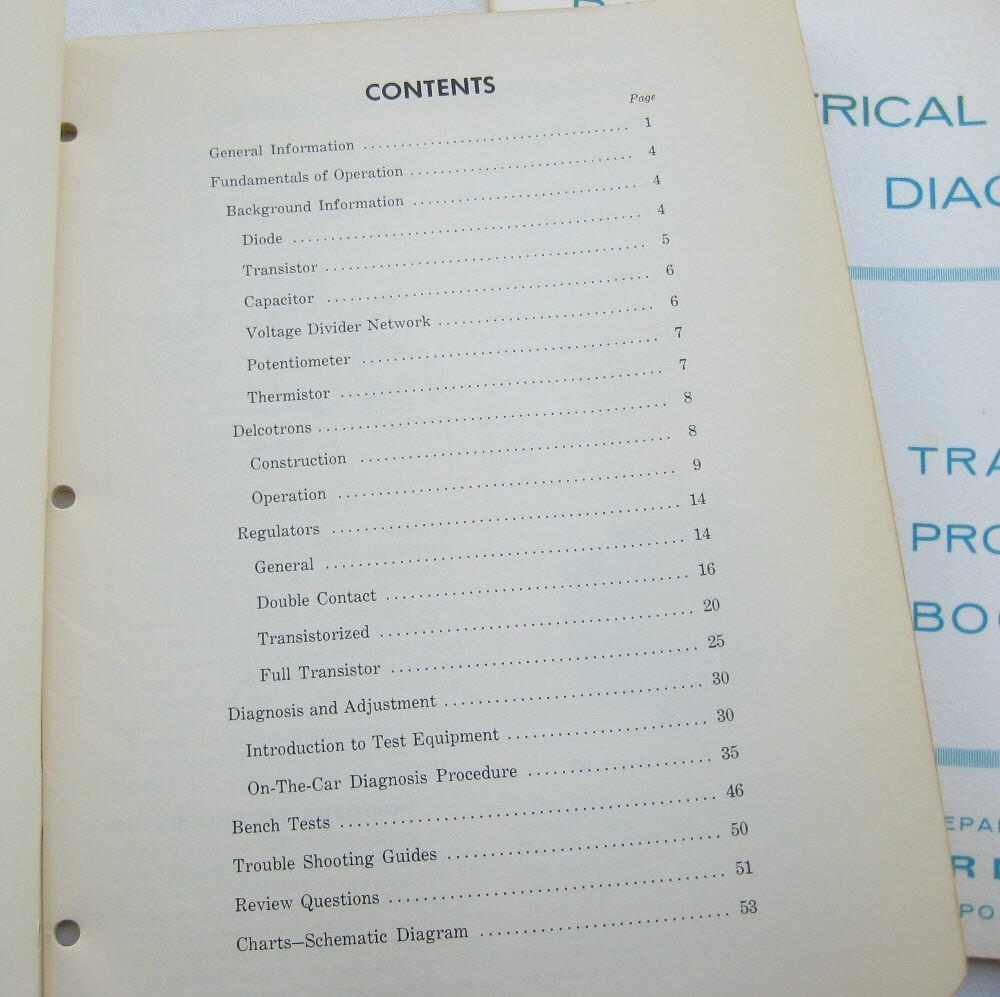 CONTENTS
Page
General Information 1
Fundamentals of Operation 4
Background Information 4
Diode 4
Transistor 5
Capacitor 6
Voltage Divider Network 6
Potentiometer 7
Thermistor 7
Delcotrons 8
Construction 8
Operation 9
Regulators 14
General 14
Double Contact 16
Transistorized 20
Full Transistor 25
Diagnosis and Adjustment 30
Introduction to Test Equipment 30
On-The-Car Diagnosis Procedure 35
Bench Tests 46
Trouble Shooting Guides 50
Review Questions 51
Charts—Schematic Diagram 53
TRICAL
DIAG
TRA
PRO
BOO
EPA
R
PO